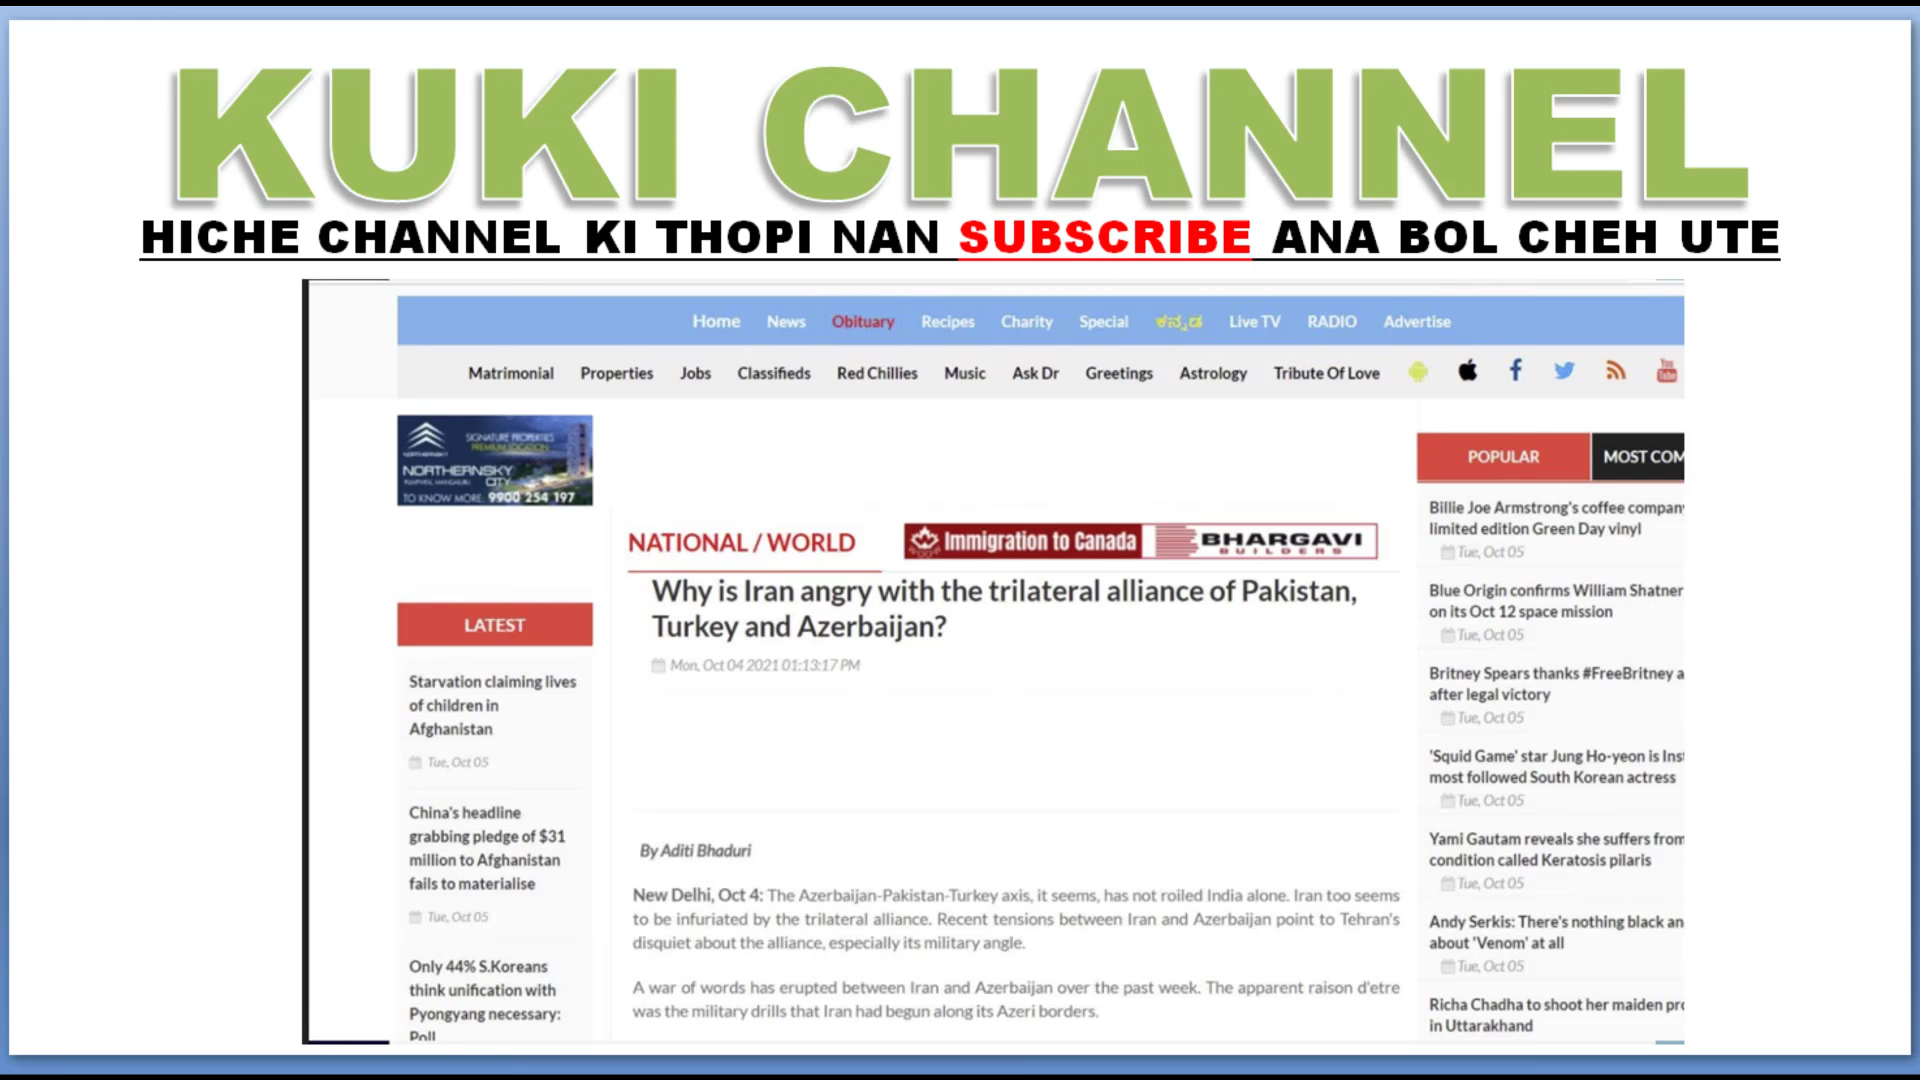 KUKI CHANNEL
HICHE CHANNEL KI THOPI NAN SUBSCRIBE ANA BOL CHEH UTE
Home News Obituary Recipes Charity Special ಕನ್ನಡ Live TV RADIO Advertise
Matrimonial Properties Jobs Classifieds Red Chillies Music Ask Dr Greetings Astrology Tribute Of Love
You Tube
SIGNATURE PROPERTIES
PREMIUM LOCATION
NORTHERNSKY
CITY
TO KNOW MORE: 9900 254 197
LATEST
Starvation claiming lives
of children in
Afghanistan
Tue, Oct 05
China's headline
grabbing pledge of $31
million to Afghanistan
fails to materialise
Tue, Oct 05
Only 44% S.Koreans
think unification with
Pyongyang necessary:
Poll
NATIONAL / WORLD
Immigration to Canada
BHARGAVI
BUILDERS
Why is Iran angry with the trilateral alliance of Pakistan,
Turkey and Azerbaijan?
Mon, Oct 04 2021 01:13:17 PM
By Aditi Bhaduri
New Delhi, Oct 4: The Azerbaijan-Pakistan-Turkey axis, it seems, has not roiled India alone. Iran too seems
to be infuriated by the trilateral alliance. Recent tensions between Iran and Azerbaijan point to Tehran's
disquiet about the alliance, especially its military angle.
A war of words has erupted between Iran and Azerbaijan over the past week. The apparent raison d'etre
was the military drills that Iran had begun along its Azeri borders.
POPULAR MOST COM
Billie Joe Armstrong's coffee company
limited edition Green Day vinyl
Tue, Oct 05
Blue Origin confirms William Shatner
on its Oct 12 space mission
Tue, Oct 05
Britney Spears thanks #FreeBritney a
after legal victory
Tue, Oct 05
'Squid Game' star Jung Ho-yeon is Inst
most followed South Korean actress
Tue, Oct 05
Yami Gautam reveals she suffers from
condition called Keratosis pilaris
Tue, Oct 05
Andy Serkis: There's nothing black an
about 'Venom' at all
Tue, Oct 05
Richa Chadha to shoot her maiden pro
in Uttarakhand